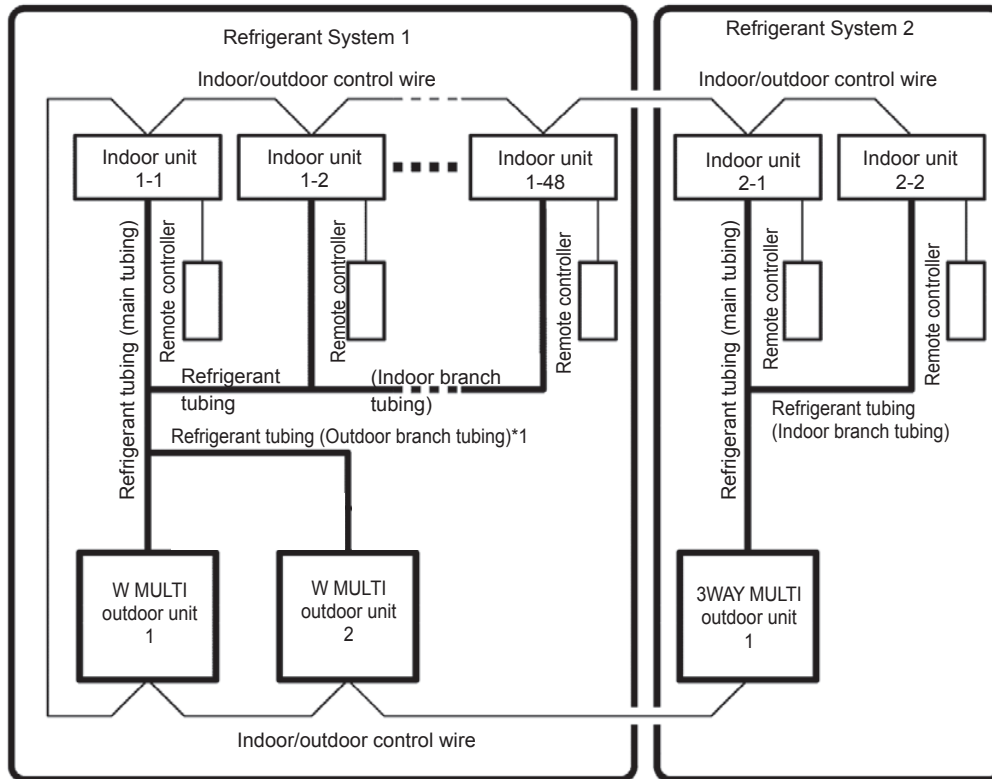 Refrigerant System 1
Indoor/outdoor control wire
Indoor unit
1-1
Indoor unit
1-2
Indoor unit
1-48
Remote controller
Remote controller
Remote controller
Refrigerant tubing (main tubing)
Refrigerant
tubing
(Indoor branch
tubing)
Refrigerant tubing (Outdoor branch tubing)*1
W MULTI
outdoor unit
1
W MULTI
outdoor unit
2
Indoor/outdoor control wire
Refrigerant System 2
Indoor/outdoor control wire
Indoor unit
2-1
Indoor unit
2-2
Refrigerant tubing (main tubing)
Remote controller
Remote controller
Refrigerant tubing
(Indoor branch tubing)
3WAY MULTI
outdoor unit
1